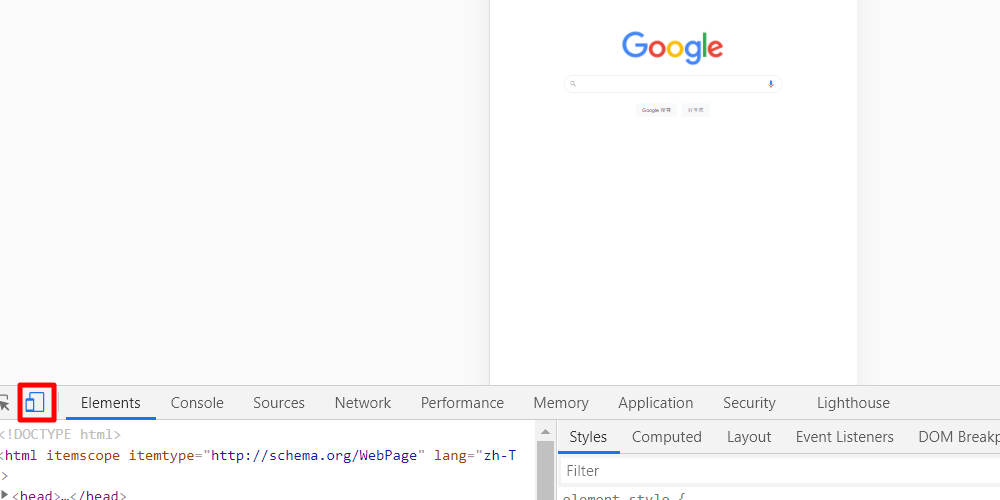 Google
Google 搜尋 好手氣
Elements Console Sources Network Performance Memory Application Security Lighthouse
<!DOCTYPE html>
<html itemscope itemtype="http://schema.org/WebPage" lang="zh-T
>
<head>…</head>
Styles Computed Layout Event Listeners DOM Breakp
Filter
element.style {